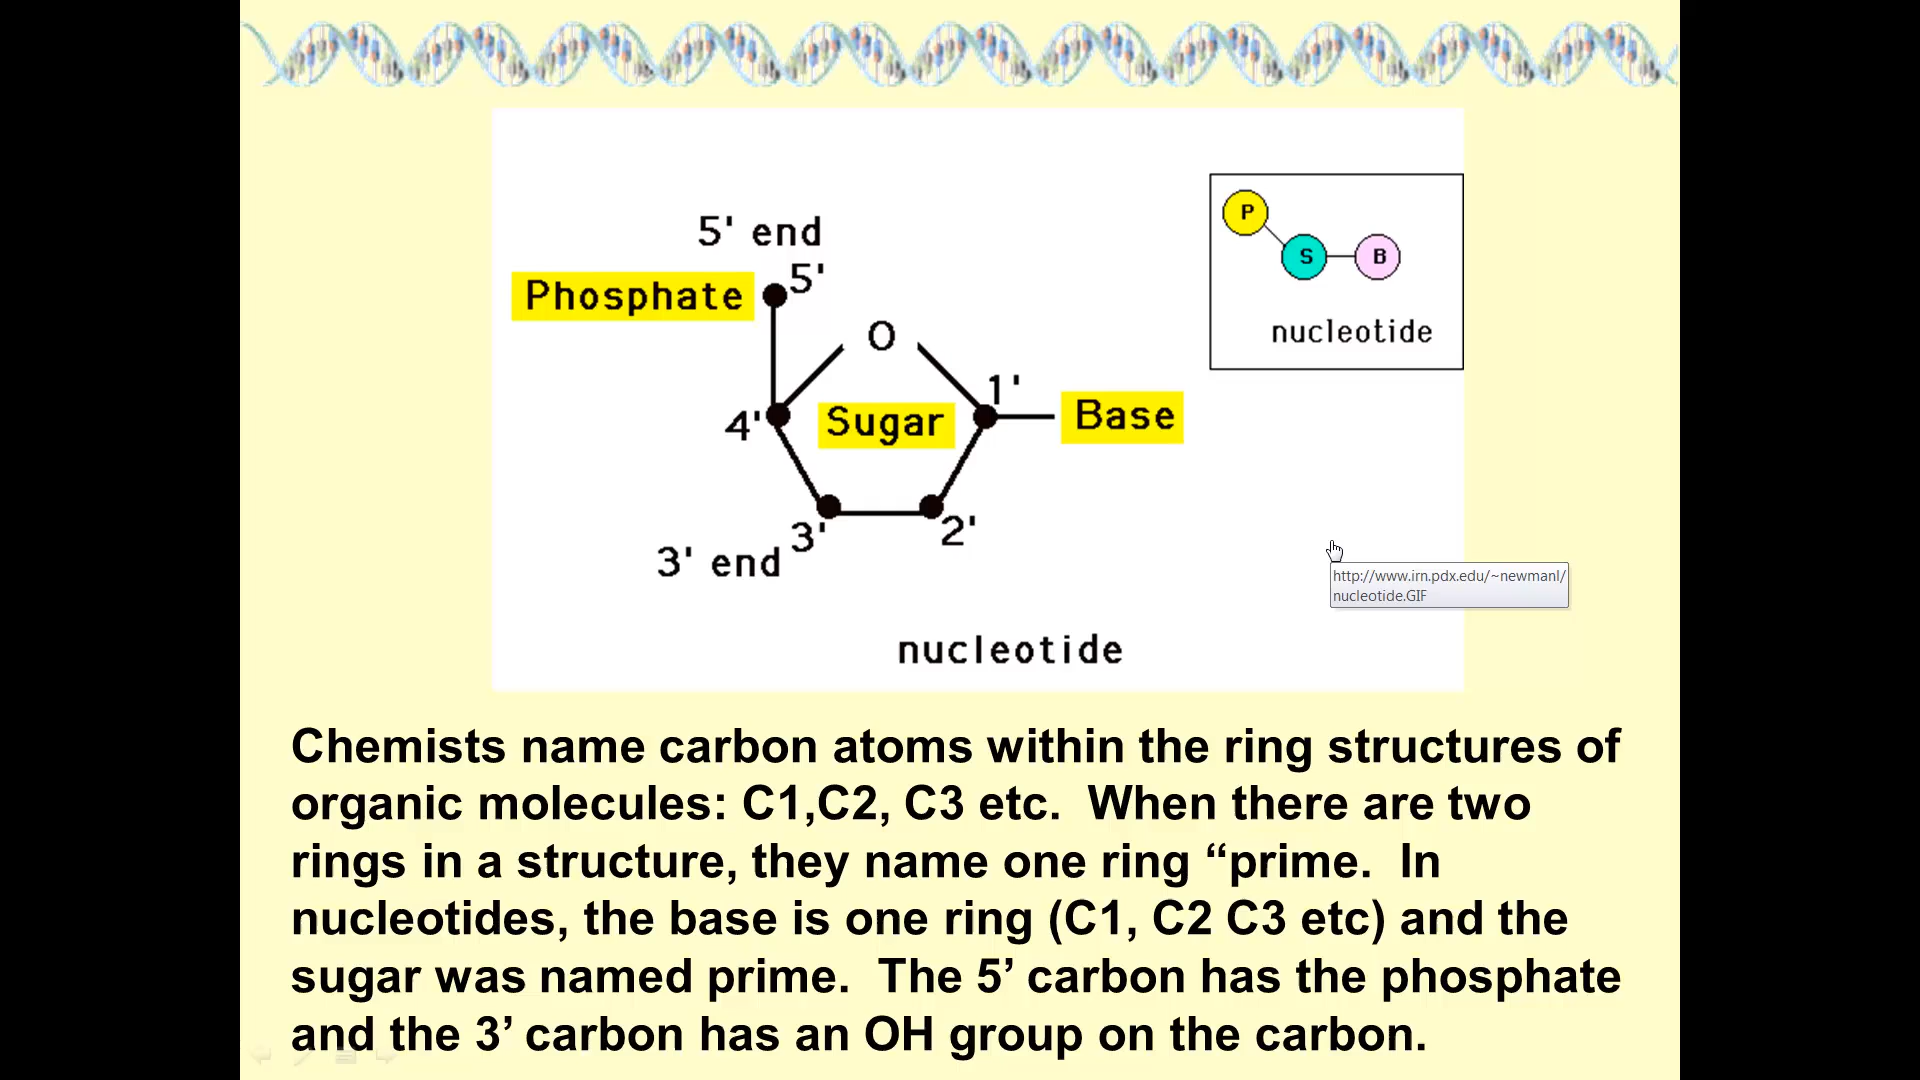 5' end
5'
Phosphate
O
1'
4'
Sugar
Base
3'
2'
3' end
nucleotide
P
S
B
nucleotide
http://www.irn.pdx.edu/~newmanl/
nucleotide.GIF
Chemists name carbon atoms within the ring structures of
organic molecules: C1,C2, C3 etc.  When there are two
rings in a structure, they name one ring “prime.  In
nucleotides, the base is one ring (C1, C2 C3 etc) and the
sugar was named prime.  The 5’ carbon has the phosphate
and the 3’ carbon has an OH group on the carbon.